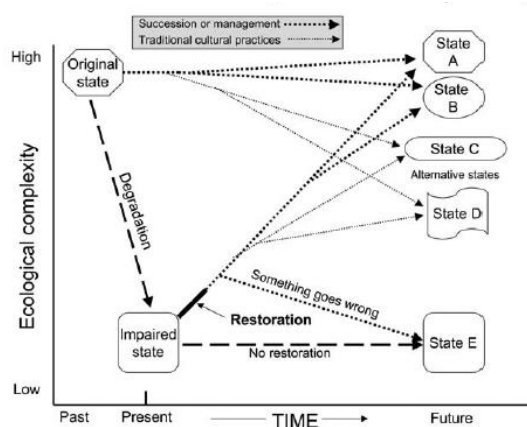 Succession or management
Traditional cultural practices
High
Original
state
State
A
State
B
State C
Alternative states
State D
Degradation
Ecological complexity
Something goes wrong
Restoration
Impaired
state
No restoration
State E
Low
Past
Present
TIME
Future